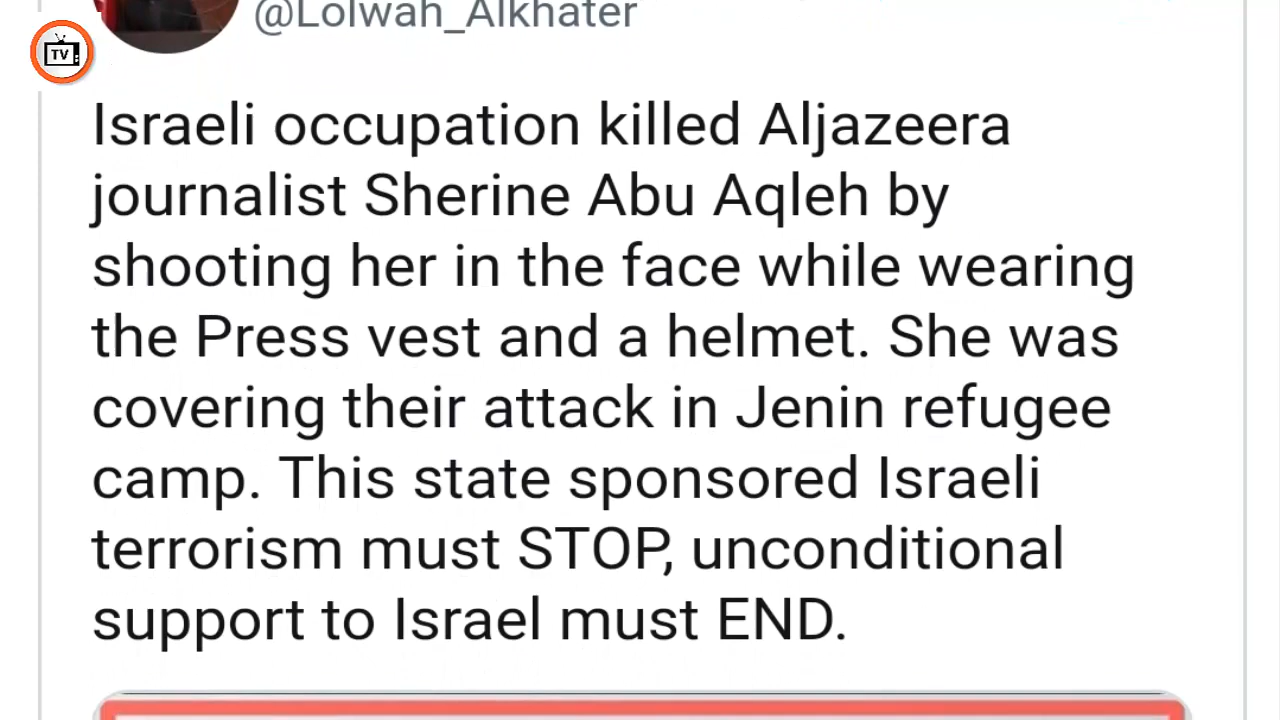 @Lolwah_Alkhater
TV
Israeli occupation killed Aljazeera
journalist Sherine Abu Aqleh by
shooting her in the face while wearing
the Press vest and a helmet. She was
covering their attack in Jenin refugee
camp. This state sponsored Israeli
terrorism must STOP, unconditional
support to Israel must END.